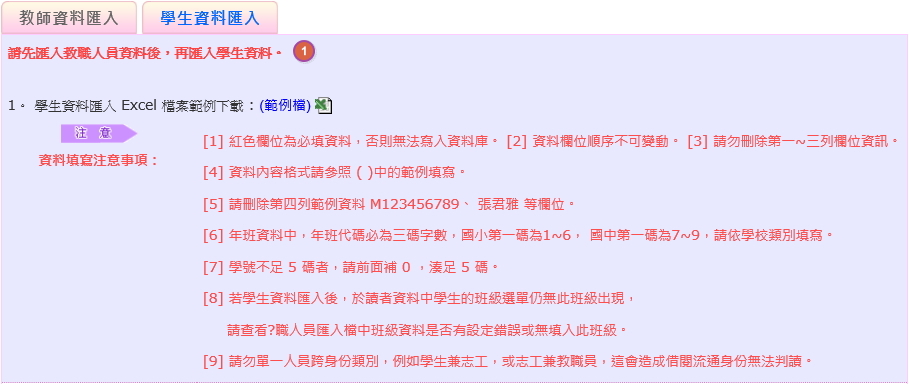 教師資料匯入 學生資料匯入
請先匯入教職人員資料後，再匯入學生資料。 1
1。 學生資料匯入 Excel 檔案範例下載：(範例檔)
注 意
資料填寫注意事項：
[1] 紅色欄位為必填資料，否則無法寫入資料庫。 [2] 資料欄位順序不可變動。 [3] 請勿刪除第一~三列欄位資訊。
[4] 資料內容格式請參照 ( )中的範例填寫。
[5] 請刪除第四列範例資料 M123456789、 張君雅 等欄位。
[6] 年班資料中，年班代碼必為三碼字數，國小第一碼為1~6， 國中第一碼為7~9，請依學校類別填寫。
[7] 學號不足 5 碼者，請前面補 0 ，湊足 5 碼。
[8] 若學生資料匯入後，於讀者資料中學生的班級選單仍無此班級出現，
請查看?職人員匯入檔中班級資料是否有設定錯誤或無填入此班級。
[9] 請勿單一人員跨身份類別，例如學生兼志工，或志工兼教職員，這會造成借閱流通身份無法判讀。